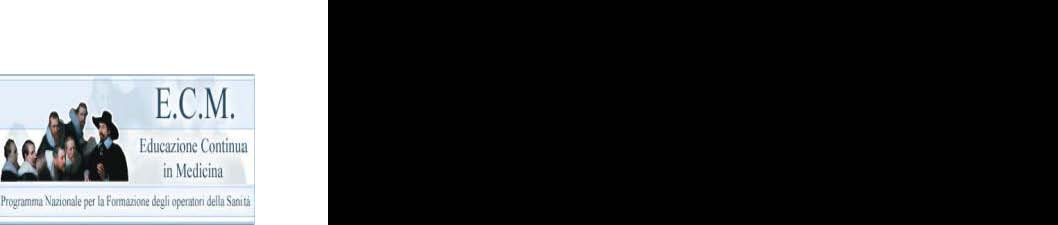 E.C.M.
Educazione Continua
in Medicina
Programma Nazionale per la Formazione degli operatori della Sanità